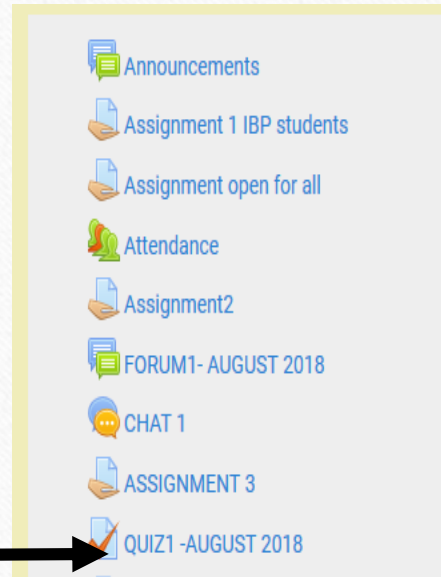 Announcements
Assignment 1 IBP students
Assignment open for all
Attendance
Assignment2
FORUM1- AUGUST 2018
CHAT 1
ASSIGNMENT 3
QUIZ1 -AUGUST 2018